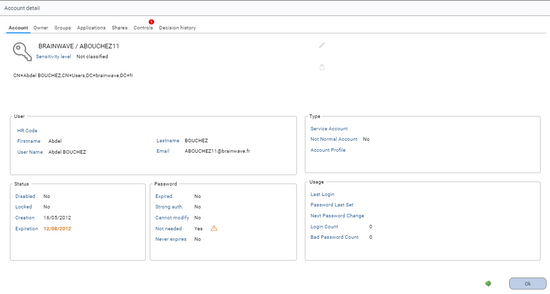 Account detail
Account Owner Groups Applications Shares Controls Decision history
BRAINWAVE / ABOUCHEZ11
Sensitivity level Not classified
CN=Abdel BOUCHEZ,CN=Users,DC=brainwave,DC=fr
User
HR Code
Firstname Abdel Lastname BOUCHEZ
User Name Abdel BOUCHEZ Email ABOUCHEZ11@brainwave.fr
Type
Service Account
Not Normal Account No
Account Profile
Status
Disabled No
Locked No
Creation 16/05/2012
Expiration 12/08/2012
Password
Expired No
Strong auth No
Cannot modify No
Not needed Yes
Never expires No
Usage
Last Login
Password Last Set
Next Password Change
Login Count 0
Bad Password Count 0
Ok